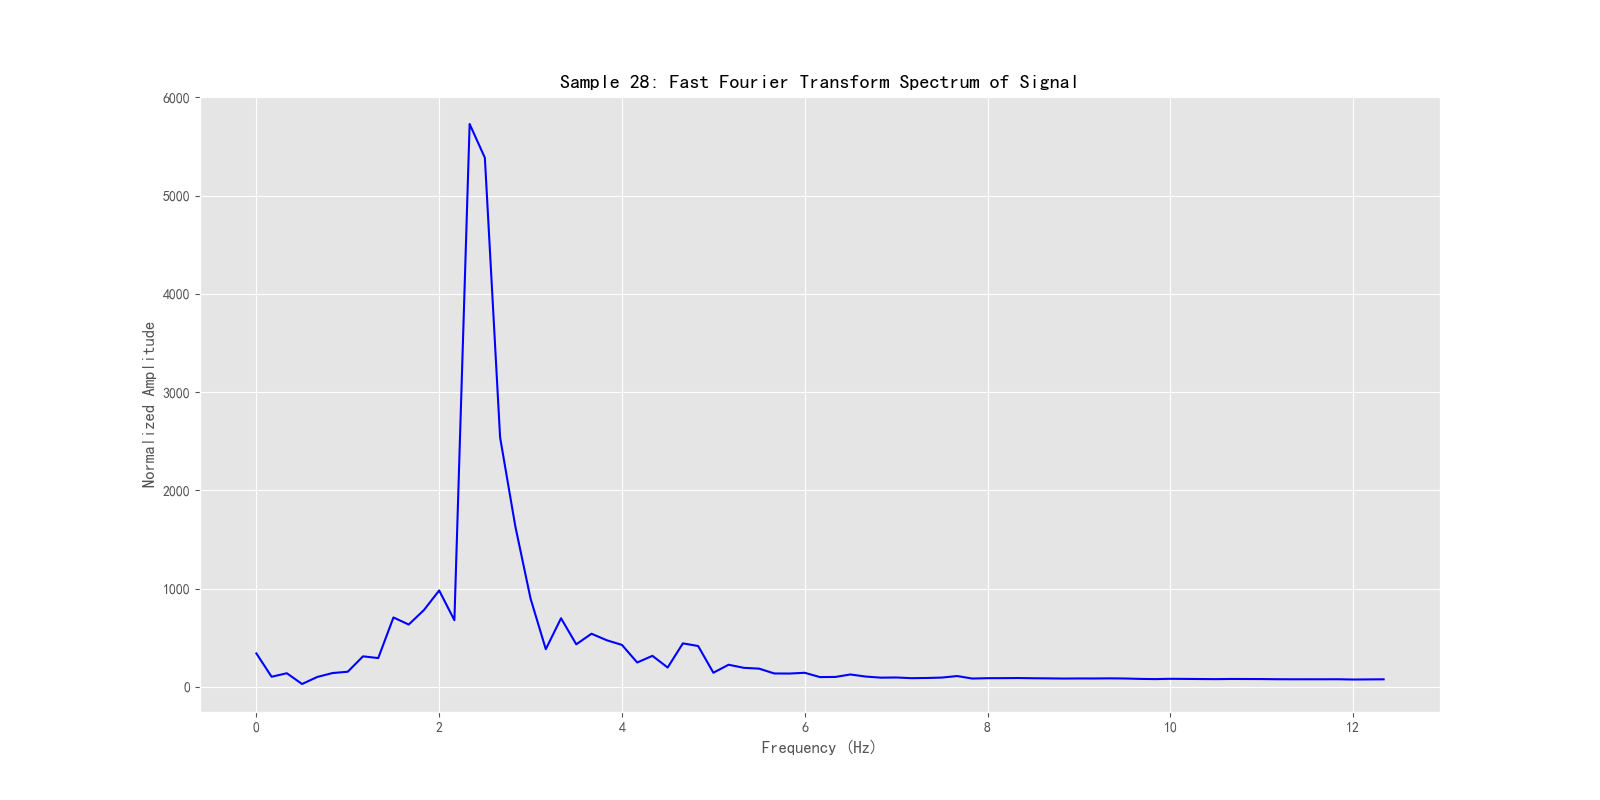 Sample 28: Fast Fourier Transform Spectrum of Signal
6000
5000
4000
3000
2000
1000
0
Normalized Amplitude
0 2 4 6 8 10 12
Frequency (Hz)